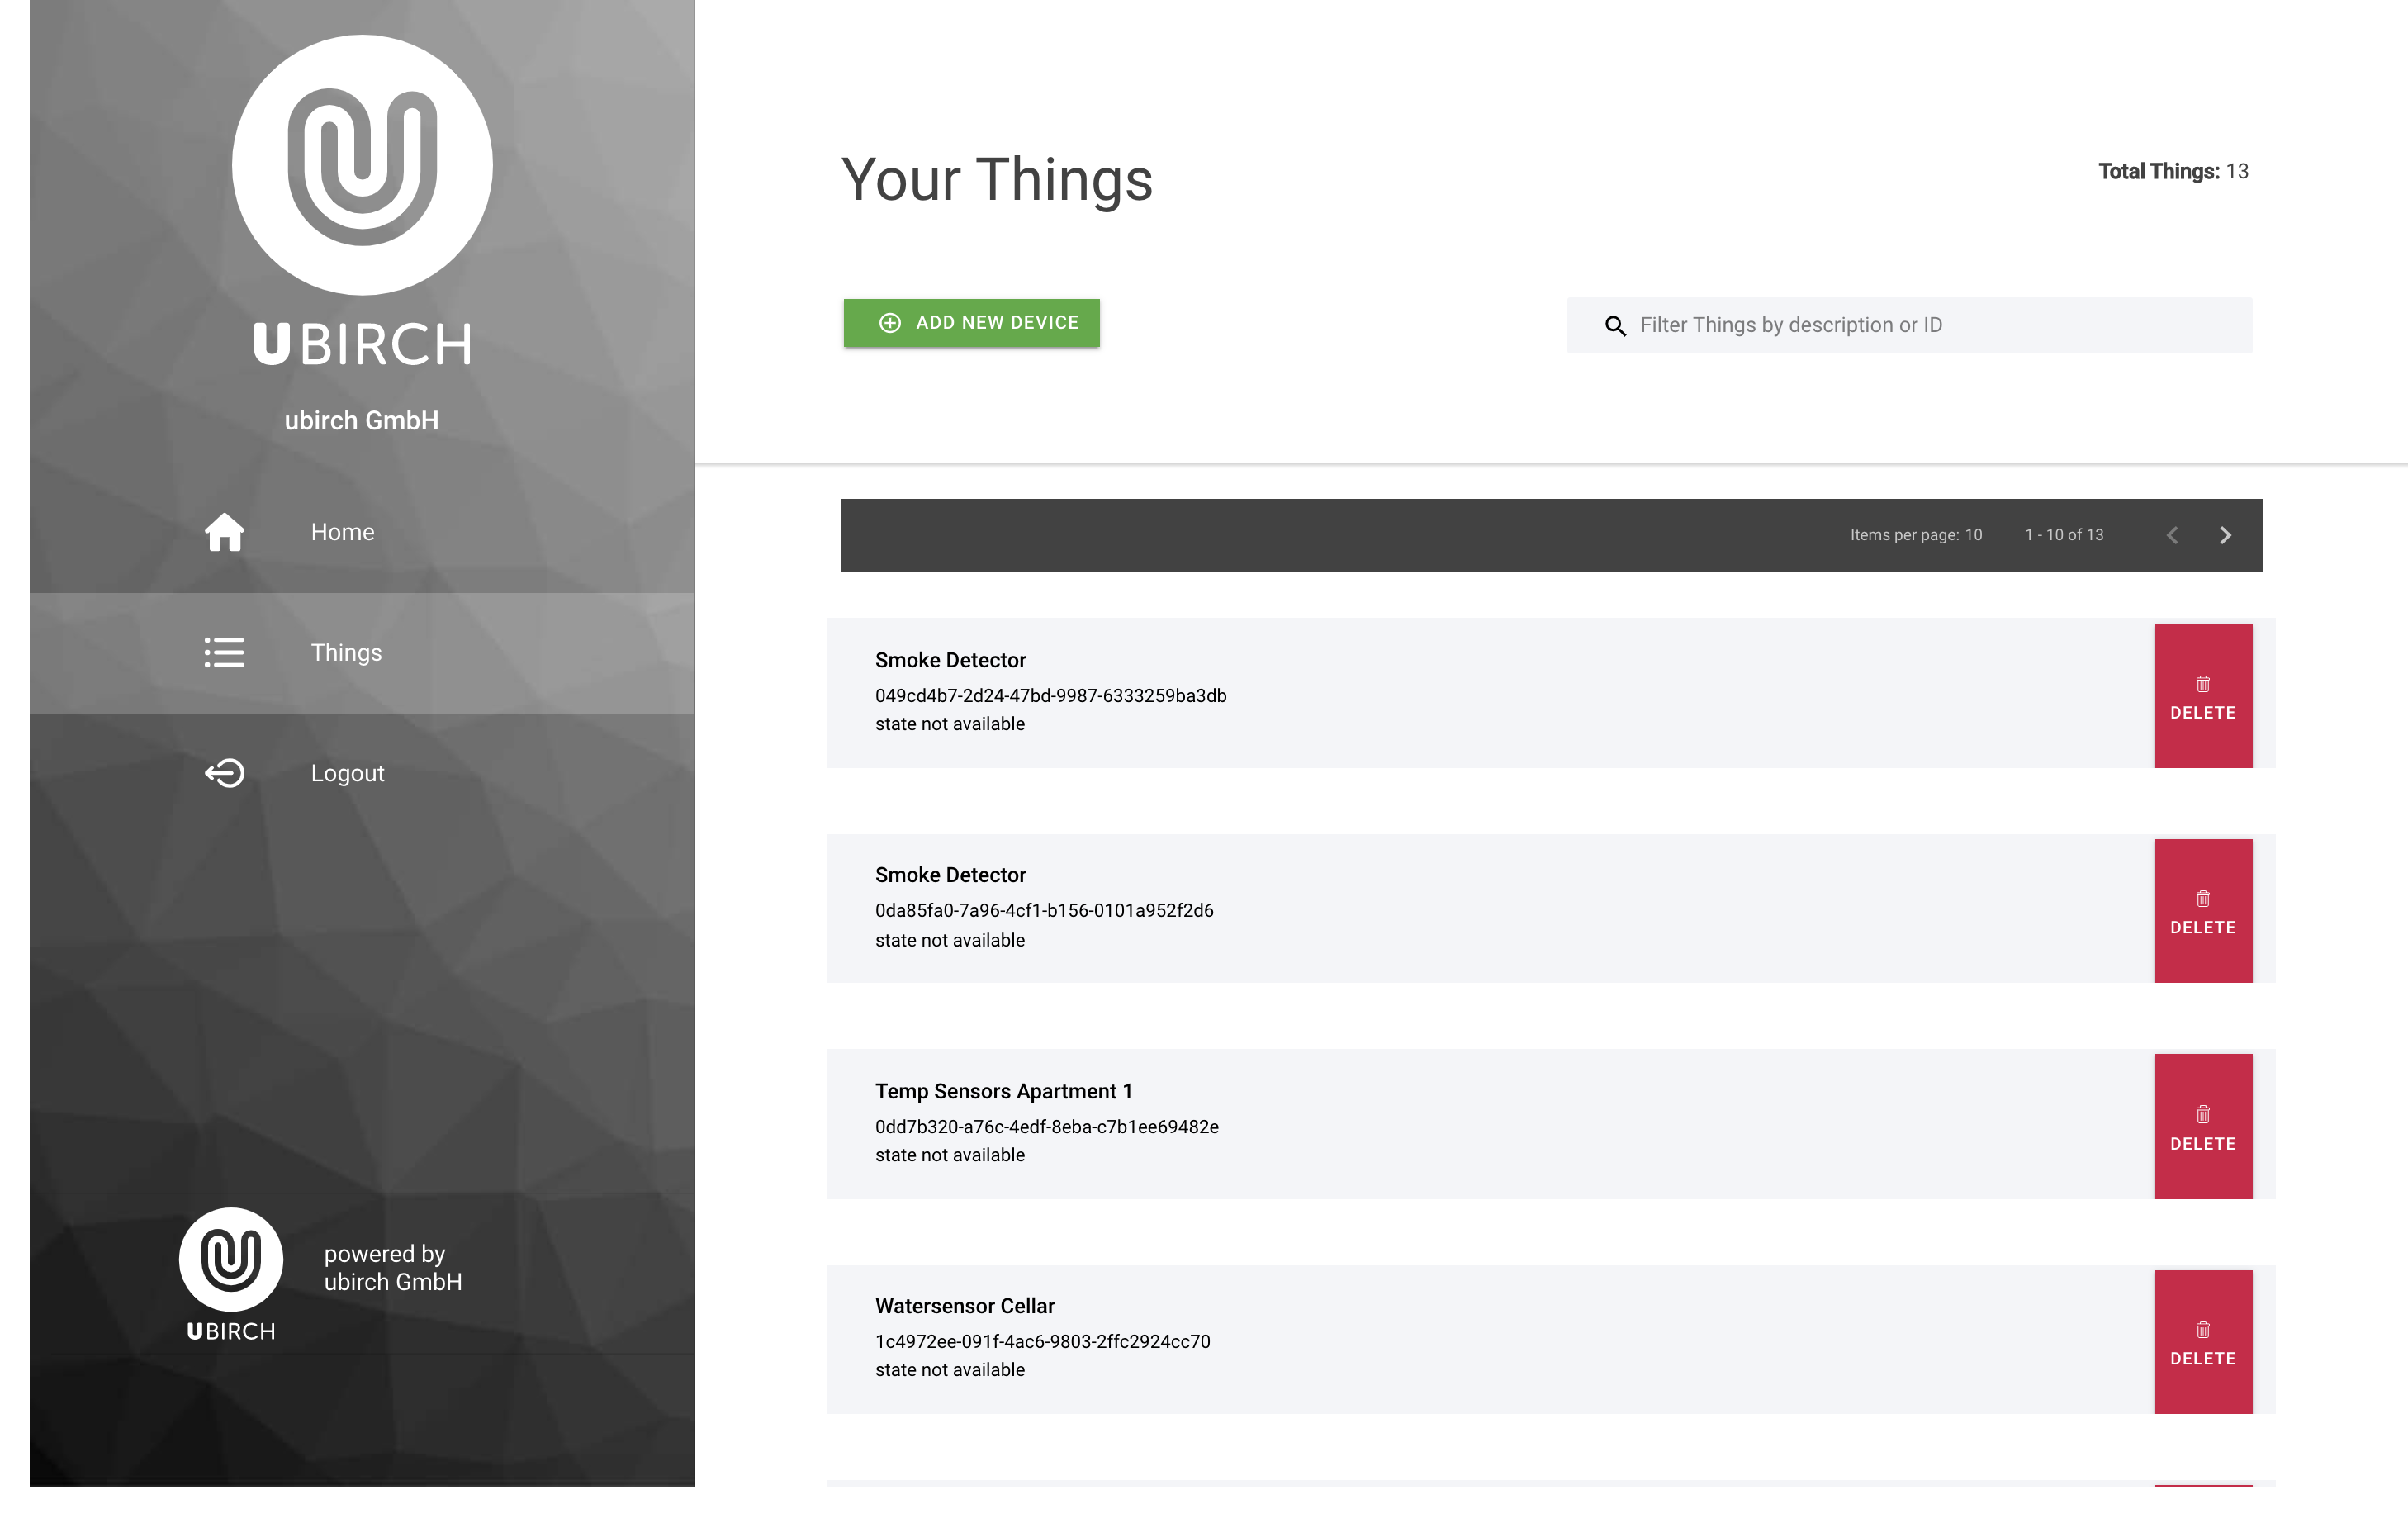 UBIRCH
ubirch GmbH
Home
Things
Logout
powered by
ubirch GmbH
UBIRCH
Your Things
Total Things: 13
ADD NEW DEVICE
Filter Things by description or ID
Items per page: 10 1 - 10 of 13
Smoke Detector
049cd4b7-2d24-47bd-9987-6333259ba3db
state not available
DELETE
Smoke Detector
0da85fa0-7a96-4cf1-b156-0101a952f2d6
state not available
DELETE
Temp Sensors Apartment 1
0dd7b320-a76c-4edf-8eba-c7b1ee69482e
state not available
DELETE
Watersensor Cellar
1c4972ee-091f-4ac6-9803-2ffc2924cc70
state not available
DELETE